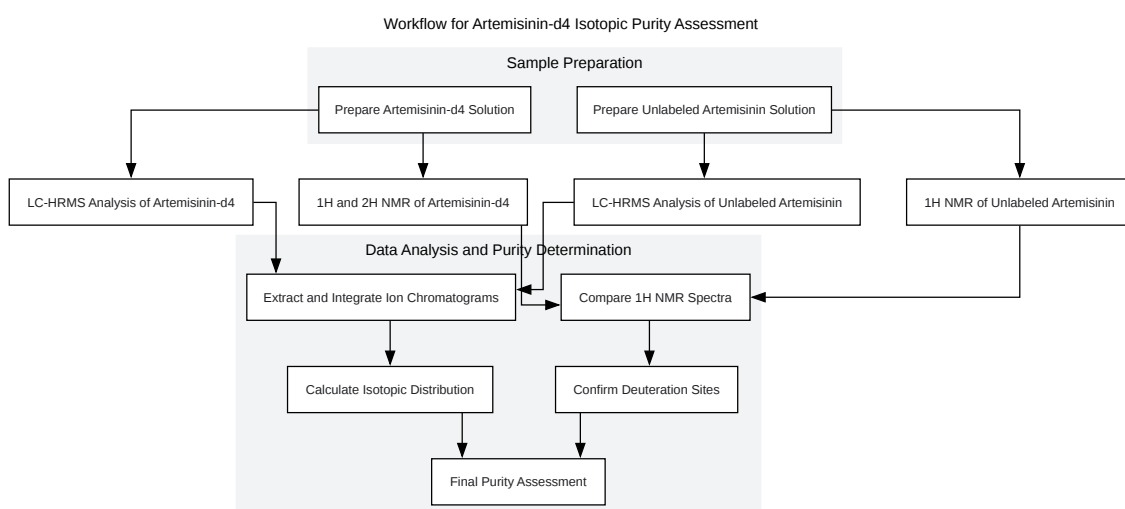 Workflow for Artemisinin-d4 Isotopic Purity Assessment
Sample Preparation
Prepare Artemisinin-d4 Solution
Prepare Unlabeled Artemisinin Solution
LC-HRMS Analysis of Artemisinin-d4
1H and 2H NMR of Artemisinin-d4
LC-HRMS Analysis of Unlabeled Artemisinin
1H NMR of Unlabeled Artemisinin
Data Analysis and Purity Determination
Extract and Integrate Ion Chromatograms
Compare 1H NMR Spectra
Calculate Isotopic Distribution
Confirm Deuteration Sites
Final Purity Assessment